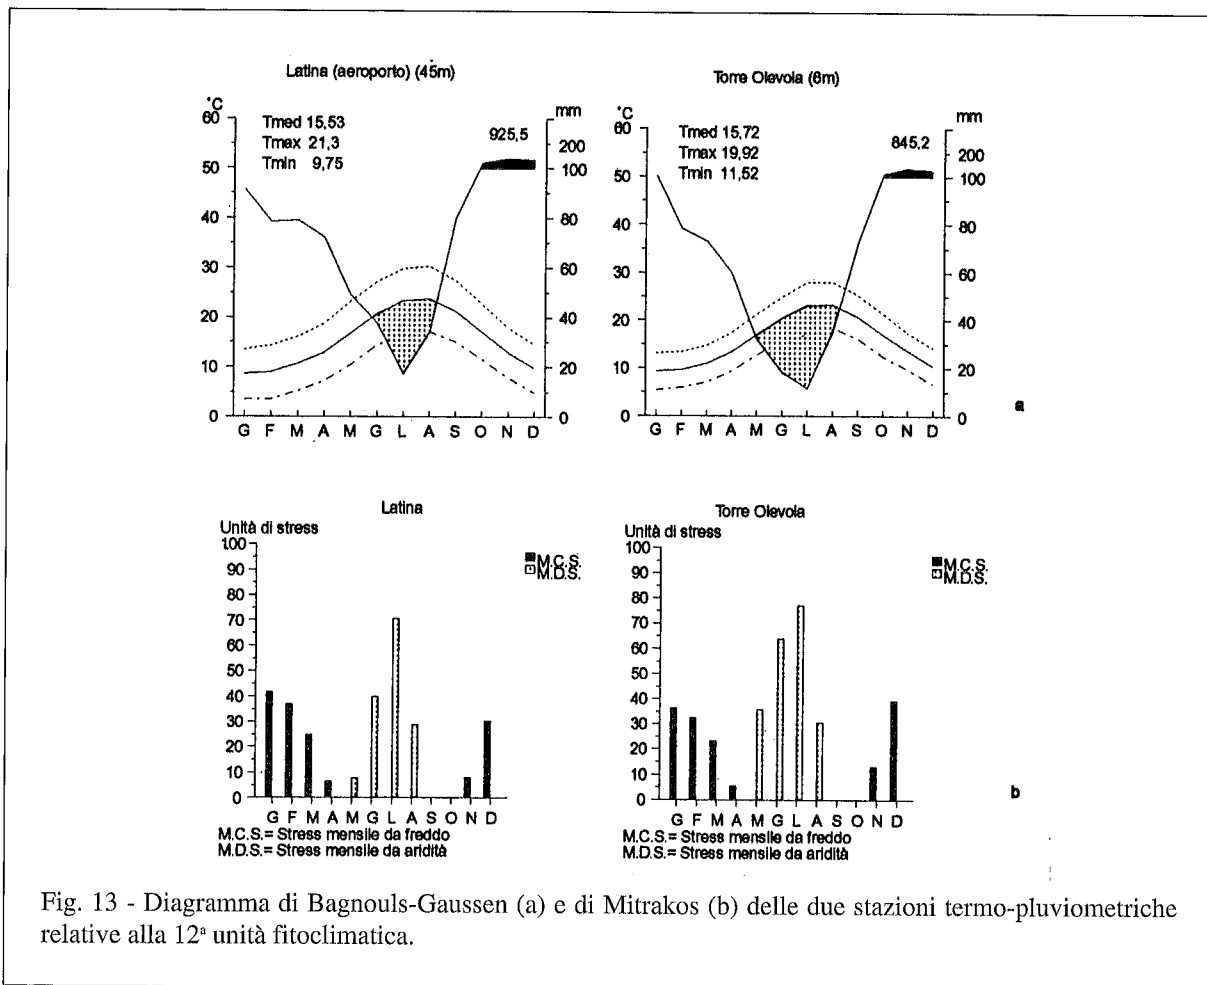 Latina (aeroporto) (45m)
°C
mm
60
50
40
30
20
10
0
Tmed 15,53
Tmax 21,3
Tmin 9,75
925,5
200
100
80
60
40
20
0
G F M A M G L A S O N D
Torre Olevola (6m)
°C
mm
60
50
40
30
20
10
0
Tmed 15,72
Tmax 19,92
Tmin 11,52
845,2
200
100
80
60
40
20
0
G F M A M G L A S O N D
a
Latina
Unità di stress
100
90
80
70
60
50
40
30
20
10
0
M.C.S.
M.D.S.
G F M A M G L A S O N D
M.C.S.= Stress mensile da freddo
M.D.S.= Stress mensile da aridità
Torre Olevola
Unità di stress
100
90
80
70
60
50
40
30
20
10
0
M.C.S.
M.D.S.
G F M A M G L A S O N D
M.C.S.= Stress mensile da freddo
M.D.S.= Stress mensile da aridità
b
Fig. 13 - Diagramma di Bagnouls-Gaussen (a) e di Mitrakos (b) delle due stazioni termo-pluviometriche
relative alla 12ª unità fitoclimatica.